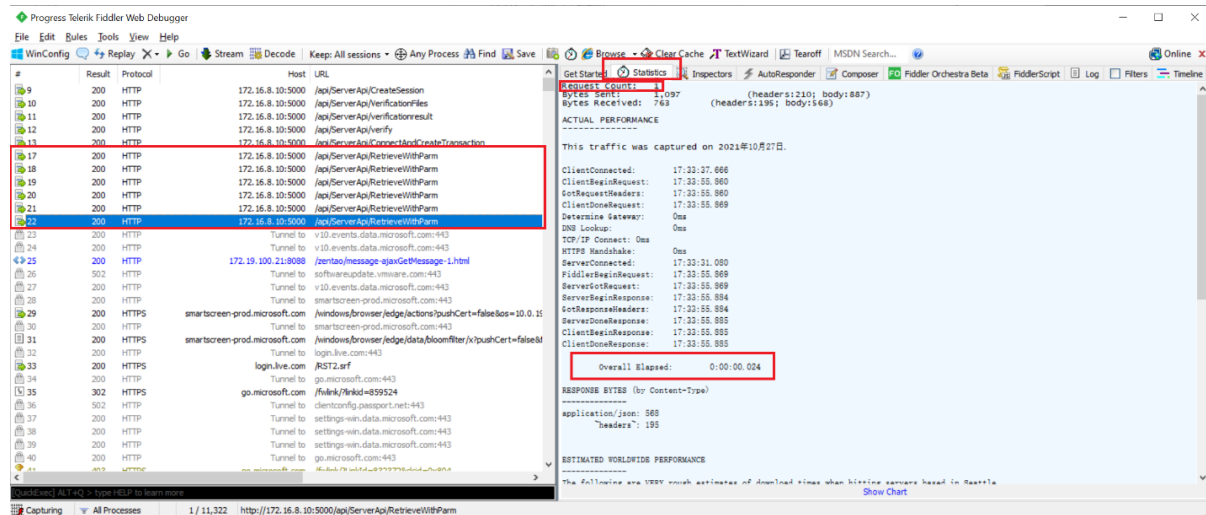 Progress Telerik Fiddler Web Debugger
File Edit Rules Tools View Help
WinConfig Replay Go Stream Decode Keep: All sessions Any Process Find Save Browse Clear Cache TextWizard Tearoff MSDN Search... Online
# Result Protocol Host URL
9 200 HTTP 172.16.8.10:5000 /api/ServerApi/CreateSession
10 200 HTTP 172.16.8.10:5000 /api/ServerApi/VerificationFiles
11 200 HTTP 172.16.8.10:5000 /api/ServerApi/verificationresult
12 200 HTTP 172.16.8.10:5000 /api/ServerApi/verify
13 200 HTTP 172.16.8.10:5000 /api/ServerApi/ConnectAndCreateTransaction
17 200 HTTP 172.16.8.10:5000 /api/ServerApi/RetrieveWithParm
18 200 HTTP 172.16.8.10:5000 /api/ServerApi/RetrieveWithParm
19 200 HTTP 172.16.8.10:5000 /api/ServerApi/RetrieveWithParm
20 200 HTTP 172.16.8.10:5000 /api/ServerApi/RetrieveWithParm
21 200 HTTP 172.16.8.10:5000 /api/ServerApi/RetrieveWithParm
22 200 HTTP 172.16.8.10:5000 /api/ServerApi/RetrieveWithParm
23 200 HTTP Tunnel to v10.events.data.microsoft.com:443
24 200 HTTP Tunnel to v10.events.data.microsoft.com:443
25 200 HTTP 172.19.100.21:8088 /zentao/message-ajaxGetMessage-1.html
26 502 HTTP Tunnel to softwareupdate.vmware.com:443
27 200 HTTP Tunnel to v10.events.data.microsoft.com:443
28 200 HTTP Tunnel to smartscreen-prod.microsoft.com:443
29 200 HTTPS smartscreen-prod.microsoft.com /windows/browser/edge/actions?pushCert=false&os=10.0.19
30 200 HTTP Tunnel to smartscreen-prod.microsoft.com:443
31 200 HTTPS smartscreen-prod.microsoft.com /windows/browser/edge/data/bloomfilter/x?pushCert=false&
32 200 HTTP Tunnel to login.live.com:443
33 200 HTTPS login.live.com /RST2.srf
34 200 HTTP Tunnel to go.microsoft.com:443
35 302 HTTPS go.microsoft.com /fwlink/?linkid=859524
36 502 HTTP Tunnel to clientconfig.passport.net:443
37 200 HTTP Tunnel to settings-win.data.microsoft.com:443
38 200 HTTP Tunnel to settings-win.data.microsoft.com:443
39 200 HTTP Tunnel to settings-win.data.microsoft.com:443
40 200 HTTP Tunnel to go.microsoft.com:443
QuickExec] ALT+Q > type HELP to learn more
Get Started Statistics Inspectors AutoResponder Composer FO Fiddler Orchestra Beta FiddlerScript Log Filters Timeline
Request Count: 1
Bytes Sent: 1,097 (headers:210; body:887)
Bytes Received: 763 (headers:195; body:568)
ACTUAL PERFORMANCE
--------------
This traffic was captured on 2021年10月27日.
ClientConnected: 17:33:37.666
ClientBeginRequest: 17:33:55.860
GotRequestHeaders: 17:33:55.860
ClientDoneRequest: 17:33:55.869
Determine Gateway: 0ms
DNS Lookup: 0ms
TCP/IP Connect: 0ms
HTTPS Handshake: 0ms
ServerConnected: 17:33:31.080
FiddlerBeginRequest: 17:33:55.869
ServerGotRequest: 17:33:55.869
ServerBeginResponse: 17:33:55.884
GotResponseHeaders: 17:33:55.884
ServerDoneResponse: 17:33:55.885
ClientBeginResponse: 17:33:55.885
ClientDoneResponse: 17:33:55.885
Overall Elapsed: 0:00:00.024
RESPONSE BYTES (by Content-Type)
--------------
application/json: 568
~headers~: 195
ESTIMATED WORLDWIDE PERFORMANCE
--------------
The following are VERY rough estimates of download times when hitting servers based in Seattle.
Show Chart
Capturing All Processes 1 / 11,322 http://172.16.8.10:5000/api/ServerApi/RetrieveWithParm